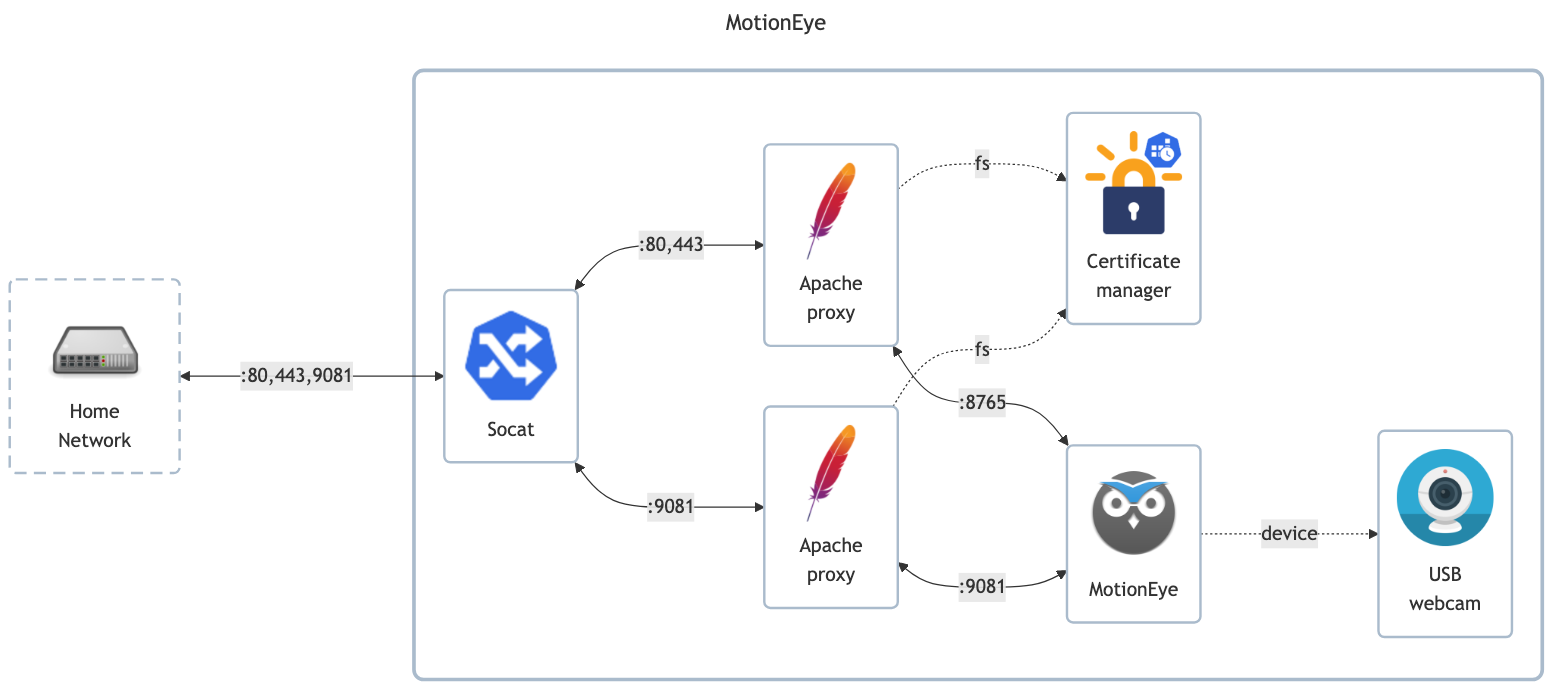 MotionEye
Home
Network
:80,443,9081
Socat
:80,443
:9081
Apache
proxy
Apache
proxy
fs
fs
:8765
:9081
Certificate
manager
MotionEye
device
USB
webcam